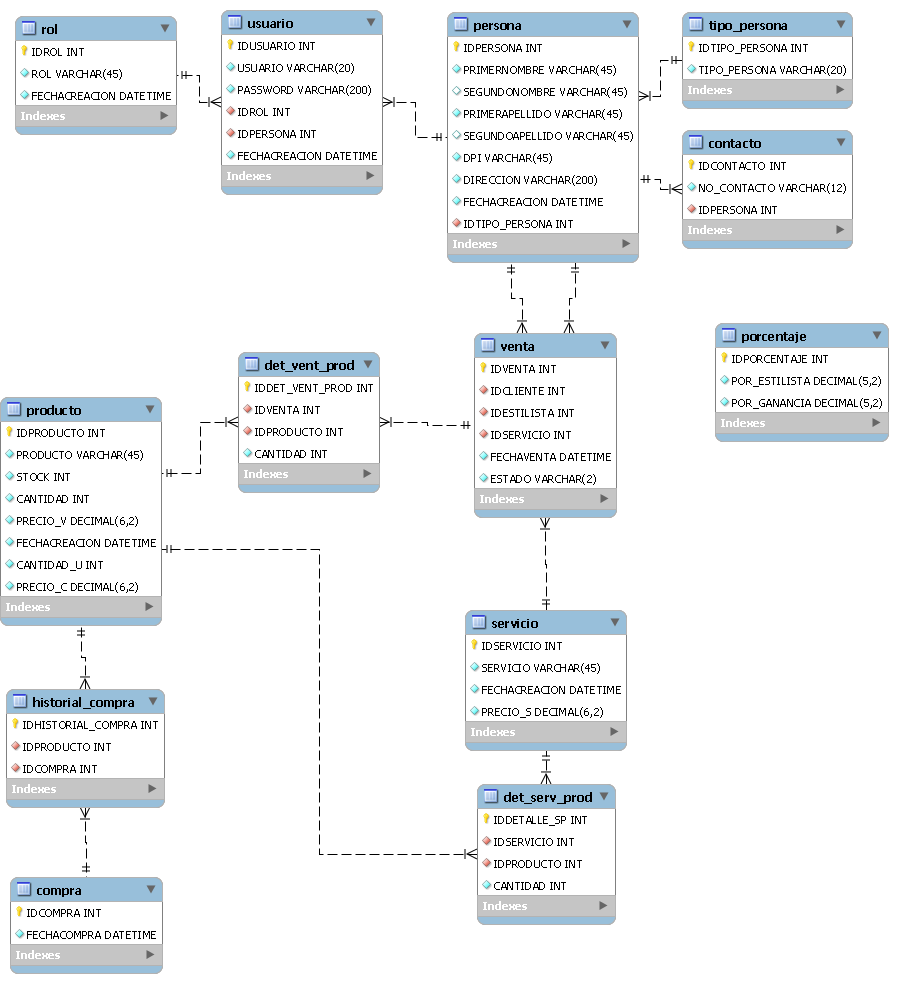 rol
IDROL INT
ROL VARCHAR(45)
FECHACREACION DATETIME
Indexes
usuario
IDUSUARIO INT
USUARIO VARCHAR(20)
PASSWORD VARCHAR(200)
IDROL INT
IDPERSONA INT
FECHACREACION DATETIME
Indexes
persona
IDPERSONA INT
PRIMERNOMBRE VARCHAR(45)
SEGUNDONOMBRE VARCHAR(45)
PRIMERAPELLIDO VARCHAR(45)
SEGUNDOAPELLIDO VARCHAR(45)
DPI VARCHAR(45)
DIRECCION VARCHAR(200)
FECHACREACION DATETIME
IDTIPO_PERSONA INT
Indexes
tipo_persona
IDTIPO_PERSONA INT
TIPO_PERSONA VARCHAR(20)
Indexes
contacto
IDCONTACTO INT
NO_CONTACTO VARCHAR(12)
IDPERSONA INT
Indexes
porcentaje
IDPORCENTAJE INT
POR_ESTILISTA DECIMAL(5,2)
POR_GANANCIA DECIMAL(5,2)
Indexes
venta
IDVENTA INT
IDCLIENTE INT
IDESTILISTA INT
IDSERVICIO INT
FECHAVENTA DATETIME
ESTADO VARCHAR(2)
Indexes
det_vent_prod
IDDET_VENT_PROD INT
IDVENTA INT
IDPRODUCTO INT
CANTIDAD INT
Indexes
producto
IDPRODUCTO INT
PRODUCTO VARCHAR(45)
STOCK INT
CANTIDAD INT
PRECIO_V DECIMAL(6,2)
FECHACREACION DATETIME
CANTIDAD_U INT
PRECIO_C DECIMAL(6,2)
Indexes
servicio
IDSERVICIO INT
SERVICIO VARCHAR(45)
FECHACREACION DATETIME
PRECIO_S DECIMAL(6,2)
Indexes
historial_compra
IDHISTORIAL_COMPRA INT
IDPRODUCTO INT
IDCOMPRA INT
Indexes
det_serv_prod
IDDETALLE_SP INT
IDSERVICIO INT
IDPRODUCTO INT
CANTIDAD INT
Indexes
compra
IDCOMPRA INT
FECHACOMPRA DATETIME
Indexes